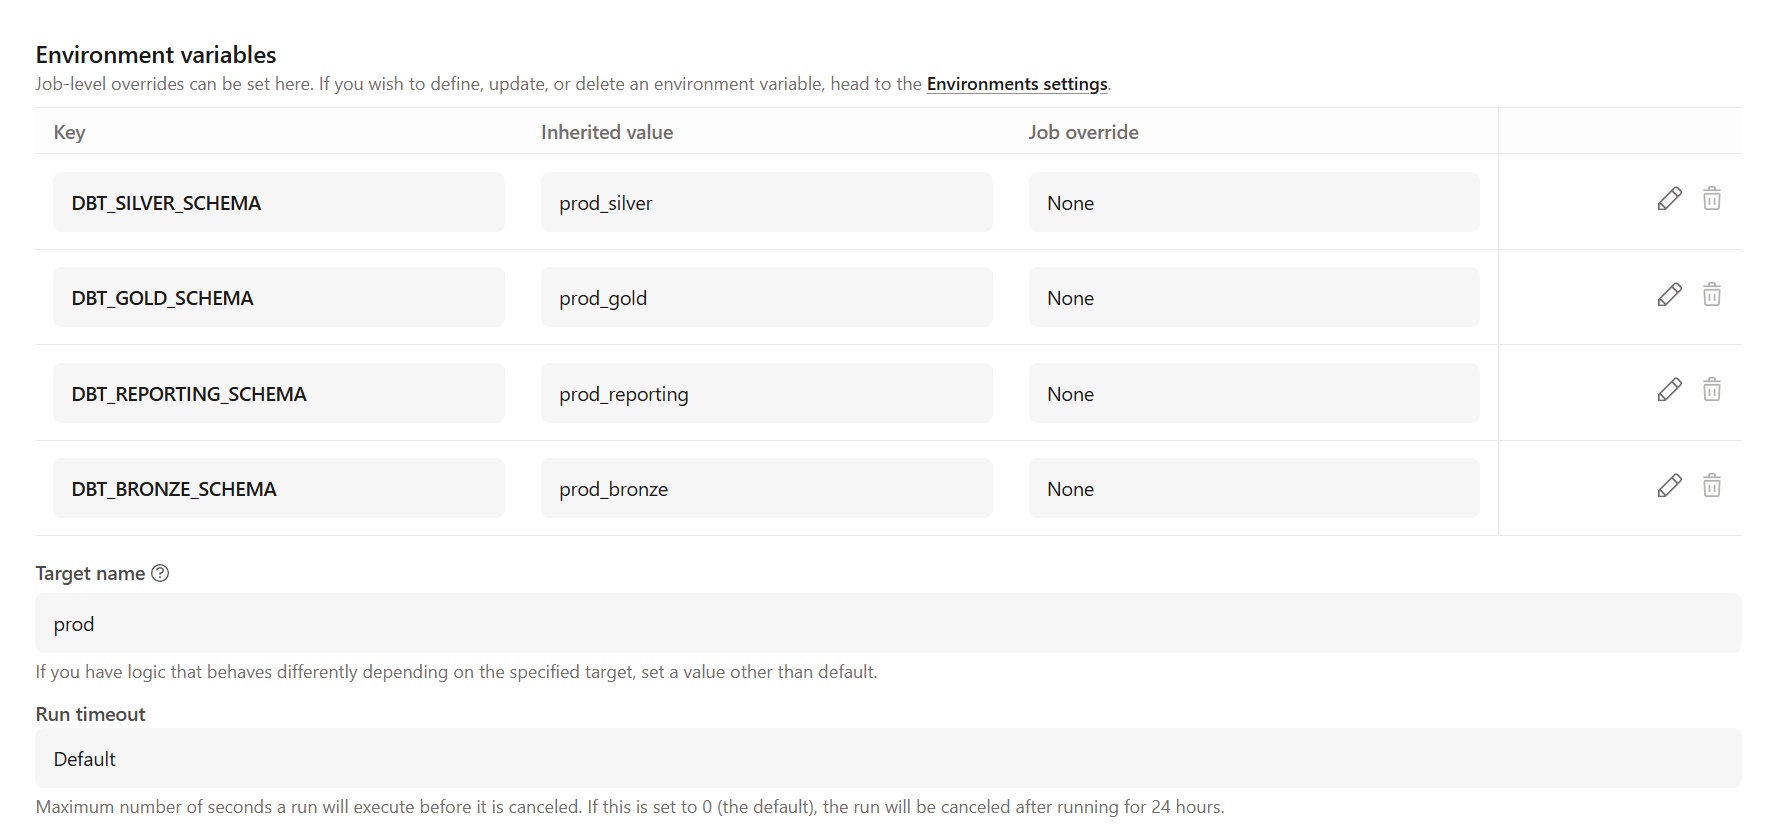 Environment variables
Job-level overrides can be set here. If you wish to define, update, or delete an environment variable, head to the Environments settings.
Key Inherited value Job override
DBT_SILVER_SCHEMA prod_silver None
DBT_GOLD_SCHEMA prod_gold None
DBT_REPORTING_SCHEMA prod_reporting None
DBT_BRONZE_SCHEMA prod_bronze None
Target name ?
prod
If you have logic that behaves differently depending on the specified target, set a value other than default.
Run timeout
Default
Maximum number of seconds a run will execute before it is canceled. If this is set to 0 (the default), the run will be canceled after running for 24 hours.